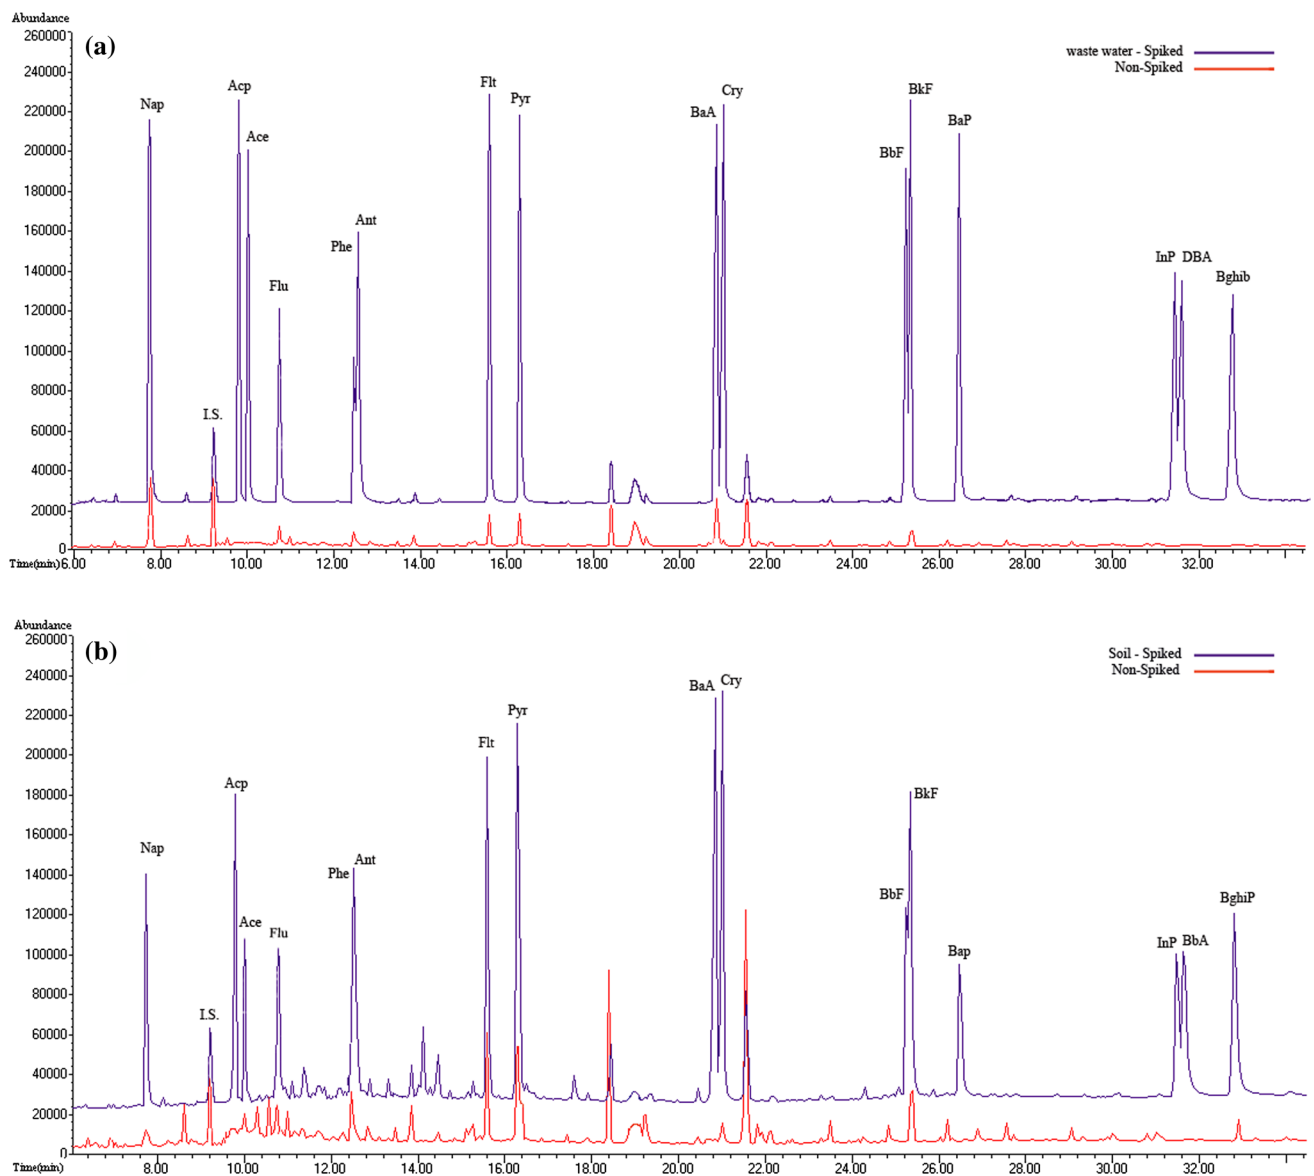 Abundance
260000
(a)
waste water - Spiked
Non-Spiked
240000
220000
200000
180000
160000
140000
120000
100000
80000
60000
40000
20000
0
Nap
I.S.
Acp
Ace
Flu
Phe
Ant
Flt
Pyr
BaA
Cry
BbF
BkF
BaP
InP DBA
Bghib
Time(min) 6.00 8.00 10.00 12.00 14.00 16.00 18.00 20.00 22.00 24.00 26.00 28.00 30.00 32.00
Abundance
260000
(b)
Soil - Spiked
Non-Spiked
240000
220000
200000
180000
160000
140000
120000
100000
80000
60000
40000
20000
0
Nap
I.S.
Acp
Ace
Flu
Phe
Ant
Flt
Pyr
BaA
Cry
BbF
BkF
Bap
InP BbA
BghiP
Time(min) 8.00 10.00 12.00 14.00 16.00 18.00 20.00 22.00 24.00 26.00 28.00 30.00 32.00